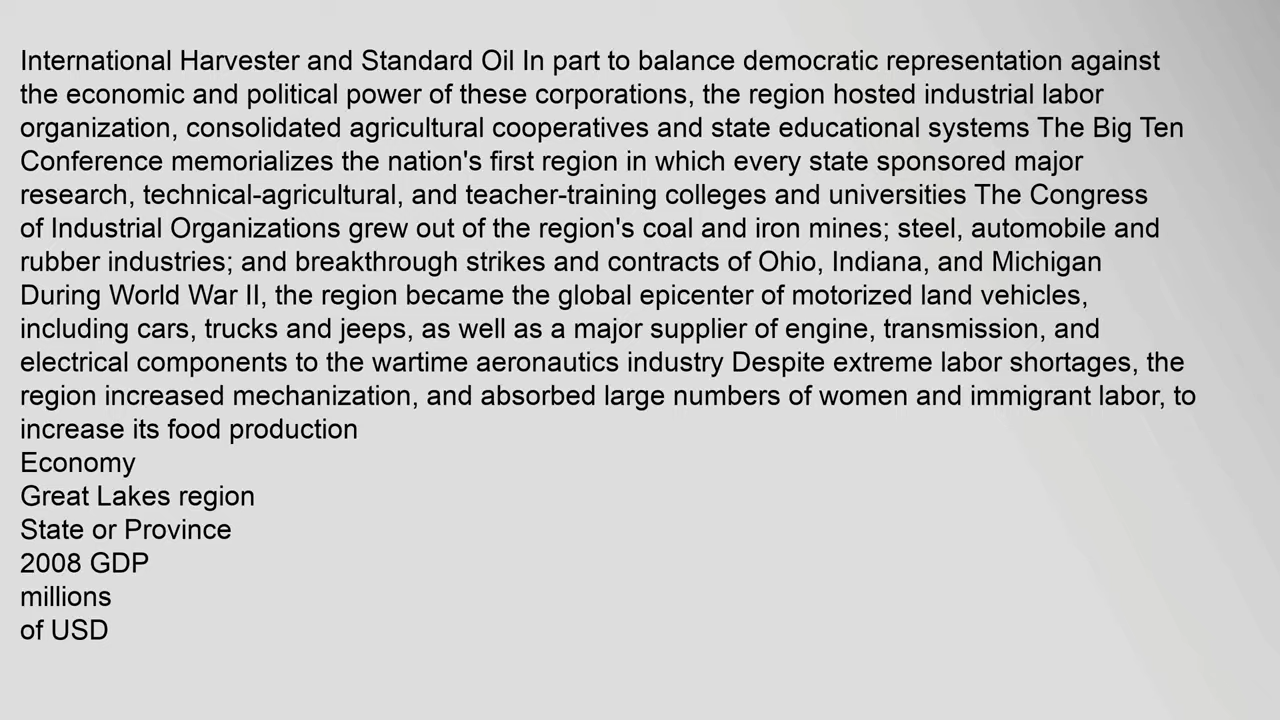 International Harvester and Standard Oil In part to balance democratic representation against
the economic and political power of these corporations, the region hosted industrial labor
organization, consolidated agricultural cooperatives and state educational systems The Big Ten
Conference memorializes the nation's first region in which every state sponsored major
research, technical-agricultural, and teacher-training colleges and universities The Congress
of Industrial Organizations grew out of the region's coal and iron mines; steel, automobile and
rubber industries; and breakthrough strikes and contracts of Ohio, Indiana, and Michigan
During World War II, the region became the global epicenter of motorized land vehicles,
including cars, trucks and jeeps, as well as a major supplier of engine, transmission, and
electrical components to the wartime aeronautics industry Despite extreme labor shortages, the
region increased mechanization, and absorbed large numbers of women and immigrant labor, to
increase its food production
Economy
Great Lakes region
State or Province
2008 GDP
millions
of USD